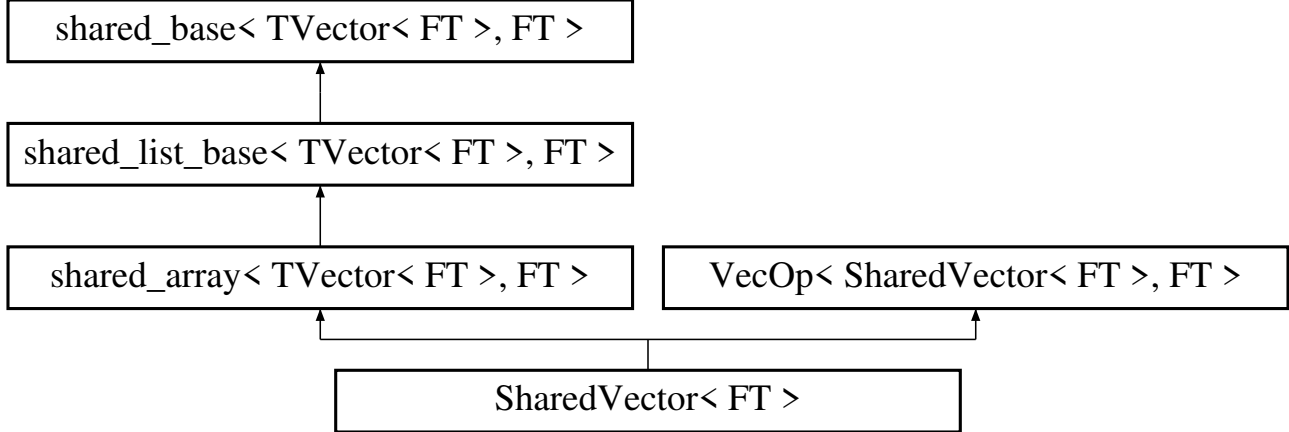 shared_base< TVector< FT >, FT >
shared_list_base< TVector< FT >, FT >
shared_array< TVector< FT >, FT >
VecOp< SharedVector< FT >, FT >
SharedVector< FT >